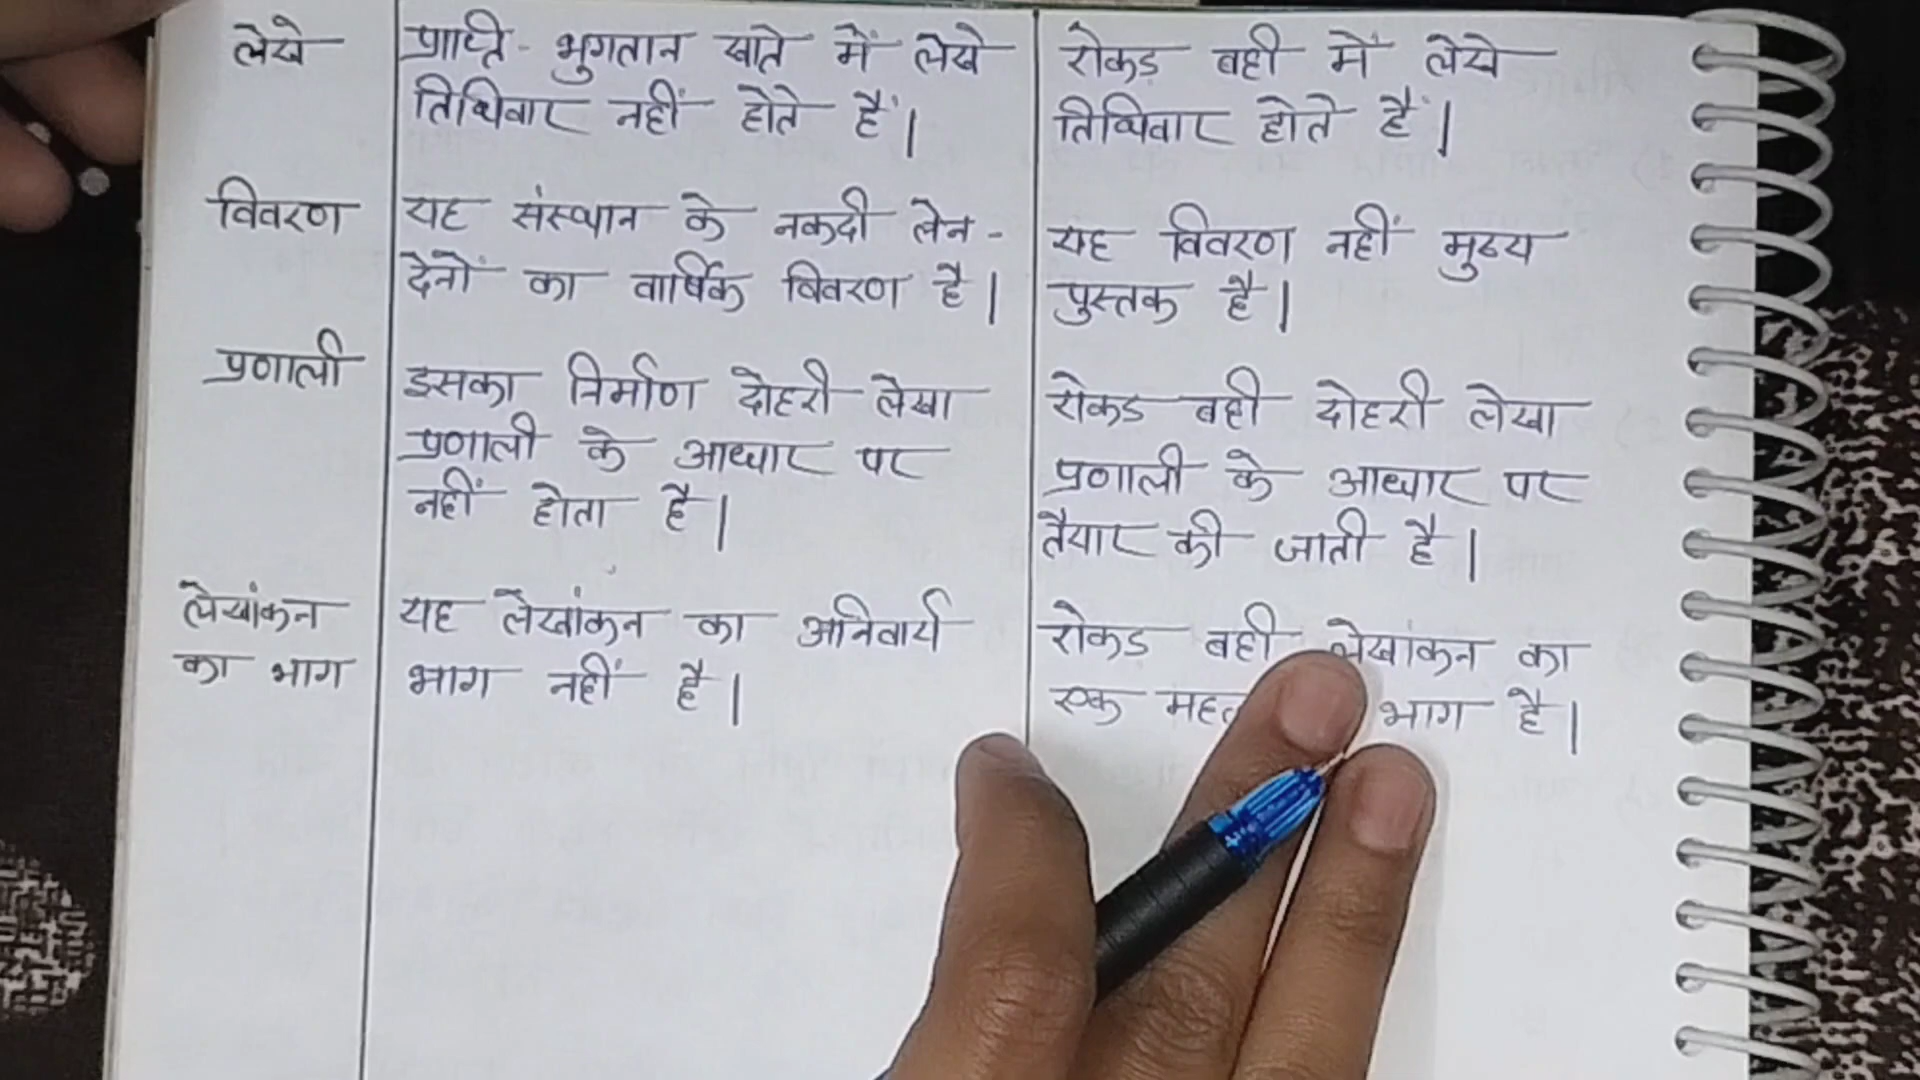 लेखे
प्राप्ति- भुगतान खाते में लेखे
तिथिवार नहीं होते हैं।
रोकड़ बही में लेखे
तिथिवार होते हैं।
विवरण
यह संस्थान के नकदी लेन-
देनों का वार्षिक विवरण है।
यह विवरण नहीं मुख्य
पुस्तक है।
प्रणाली
इसका निर्माण दोहरी लेखा
प्रणाली के आधार पर
नहीं होता है।
रोकड बही दोहरी लेखा
प्रणाली के आधार पर
तैयार की जाती है।
लेखांकन
का भाग
यह लेखांकन का अनिवार्य
भाग नहीं है।
रोकड बही लेखांकन का
एक भाग है।